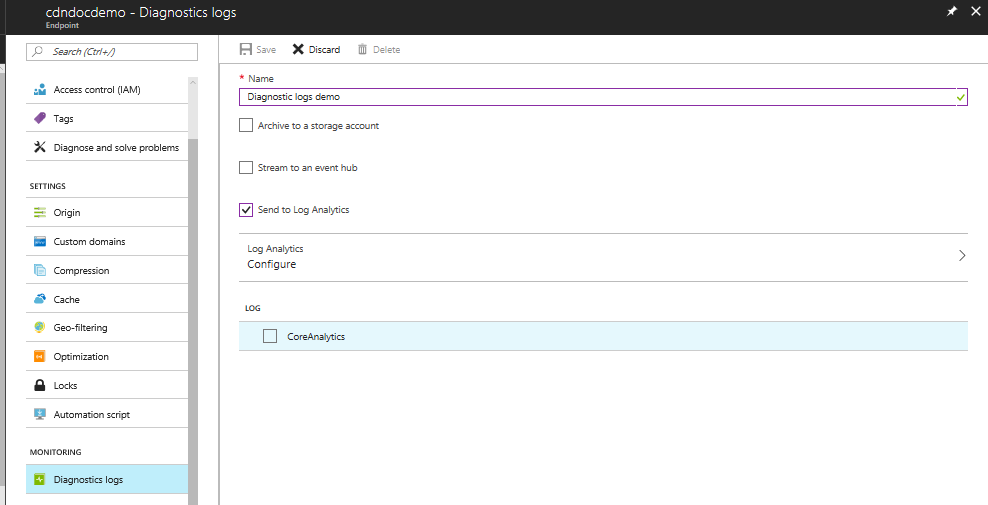 cdndocdemo - Diagnostics logs
Endpoint
Search (Ctrl+/)
Access control (IAM)
Tags
Diagnose and solve problems
SETTINGS
Origin
Custom domains
Compression
Cache
Geo-filtering
Optimization
Locks
Automation script
MONITORING
Diagnostics logs
Save Discard Delete
* Name
Diagnostic logs demo
Archive to a storage account
Stream to an event hub
Send to Log Analytics
Log Analytics
Configure
LOG
CoreAnalytics